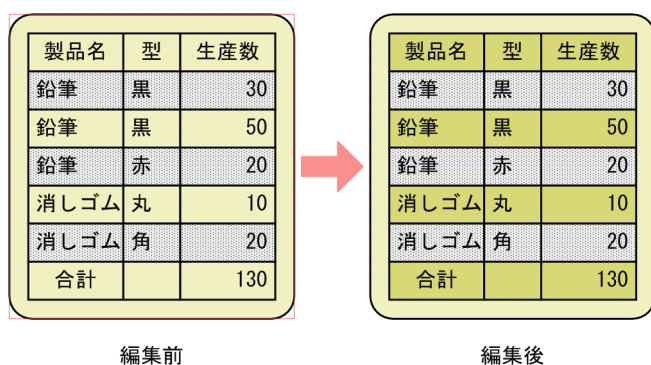 製品名 型 生産数
鉛筆 黒 30
鉛筆 黒 50
鉛筆 赤 20
消しゴム 丸 10
消しゴム 角 20
合計 130
編集前
製品名 型 生産数
鉛筆 黒 30
鉛筆 黒 50
鉛筆 赤 20
消しゴム 丸 10
消しゴム 角 20
合計 130
編集後